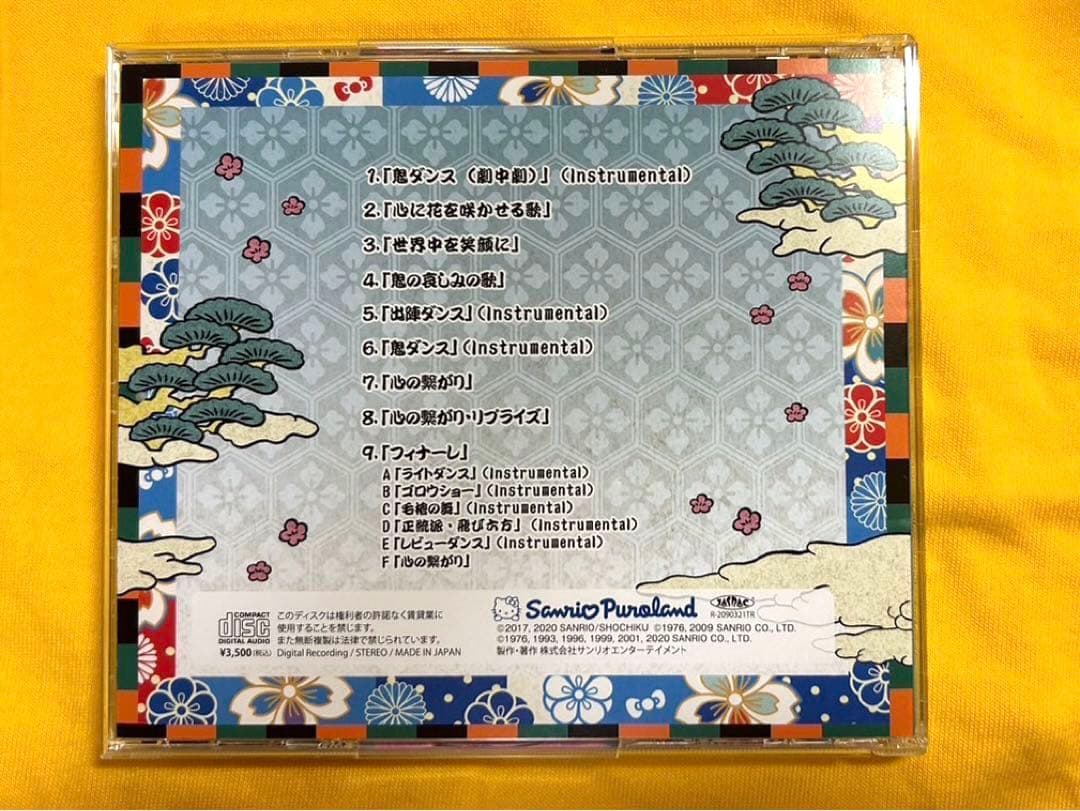 1.「鬼ダンス（劇中劇）」(Instrumental)
2.「心に花を咲かせる歌」
3.「世界中を笑顔に」
4.「鬼の哀しみの歌」
5.「出陣ダンス」(Instrumental)
6.「鬼ダンス」(Instrumental)
7.「心の繋がり」
8.「心の繋がり・リプライズ」
9.「フィナーレ」
A「ライトダンス」(Instrumental)
B「ゴロウショー」(Instrumental)
C「毛槍の舞」(Instrumental)
D「正統派・飛び六方」(Instrumental)
E「レビューダンス」(Instrumental)
F「心の繋がり」
COMPACT
disc
DIGITAL AUDIO
このディスクは権利者の許諾なく賃貸業に
使用することを禁じます。
また無断複製は法律で禁じられています。
¥3,500(税込) Digital Recording / STEREO / MADE IN JAPAN
Sanrio Puroland
JASRAC
R-2090321TR
©2017, 2020 SANRIO/SHOCHIKU ©1976, 2009 SANRIO CO., LTD.
©1976, 1993, 1996, 1999, 2001, 2020 SANRIO CO., LTD.
製作・著作 株式会社サンリオエンターテイメント